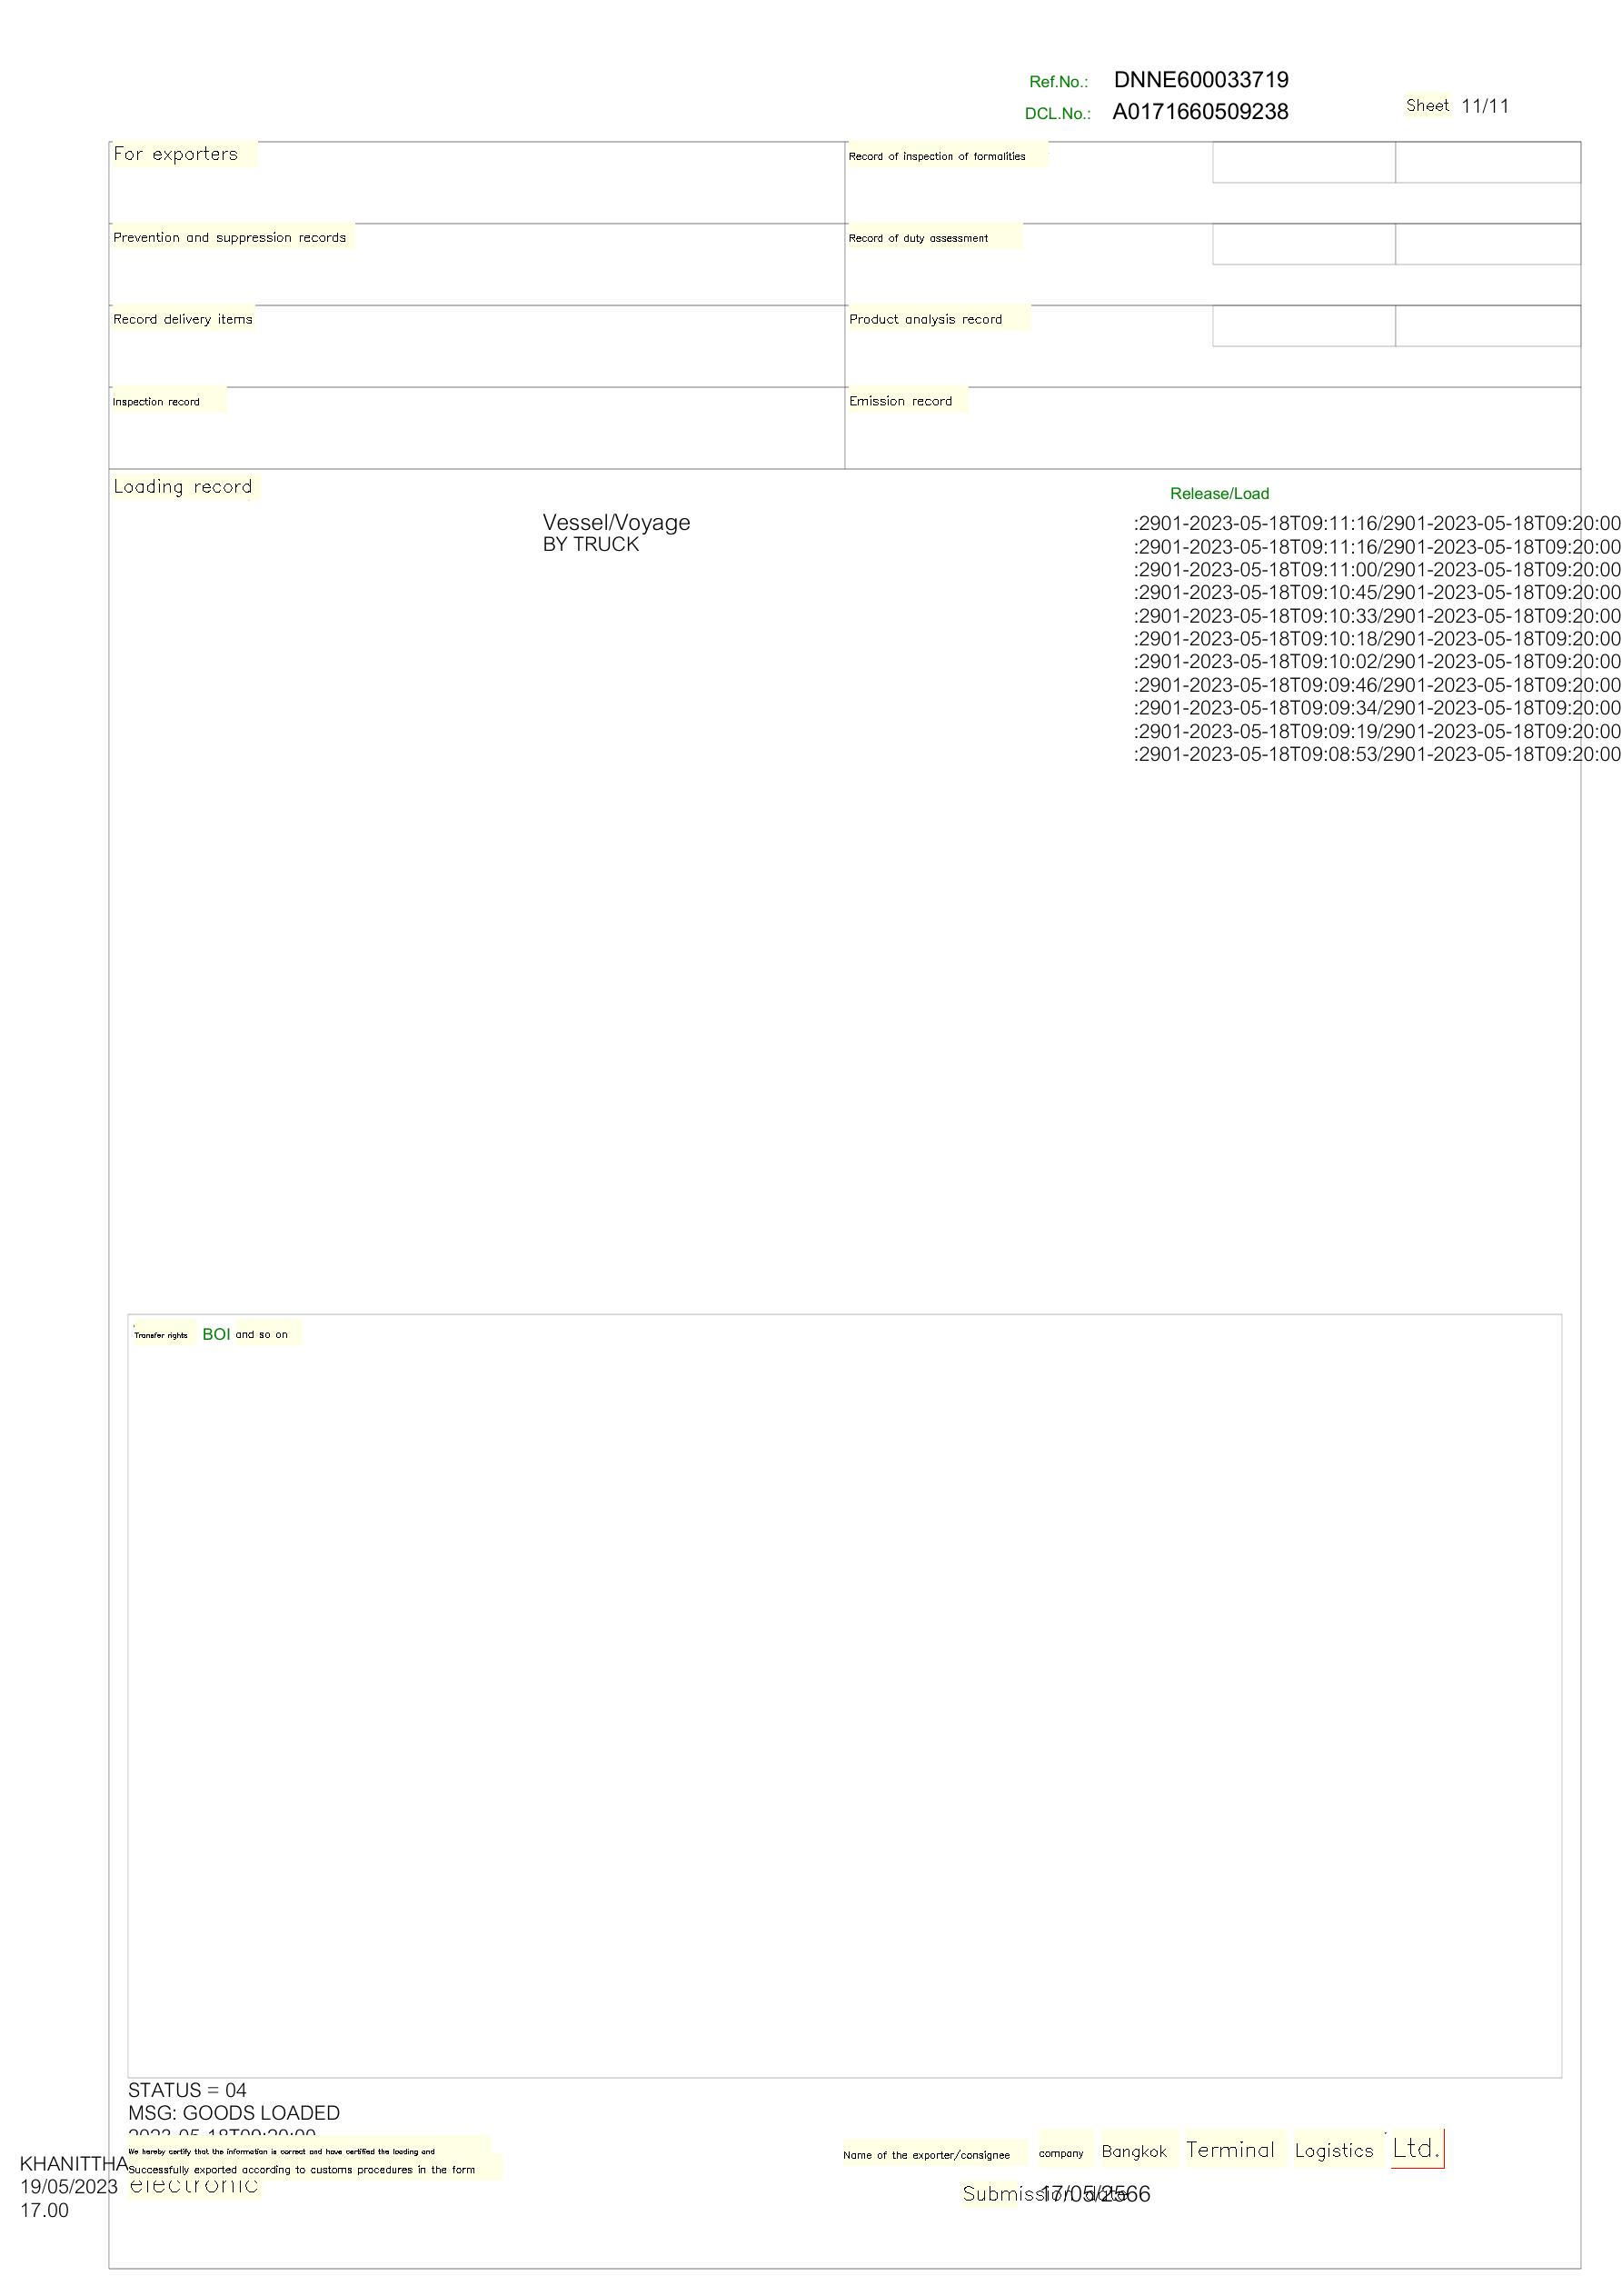 Ref.No.: DNNE600033719
DCL.No.: A0171660509238
Sheet 11/11
For exporters
Record of inspection of formalities
Prevention and suppression records
Record of duty assessment
Record delivery items
Product analysis record
Inspection record
Emission record
Loading record
Release/Load
Vessel/Voyage
BY TRUCK
:2901-2023-05-18T09:11:16/2901-2023-05-18T09:20:00
:2901-2023-05-18T09:11:16/2901-2023-05-18T09:20:00
:2901-2023-05-18T09:11:00/2901-2023-05-18T09:20:00
:2901-2023-05-18T09:10:45/2901-2023-05-18T09:20:00
:2901-2023-05-18T09:10:33/2901-2023-05-18T09:20:00
:2901-2023-05-18T09:10:18/2901-2023-05-18T09:20:00
:2901-2023-05-18T09:10:02/2901-2023-05-18T09:20:00
:2901-2023-05-18T09:09:46/2901-2023-05-18T09:20:00
:2901-2023-05-18T09:09:34/2901-2023-05-18T09:20:00
:2901-2023-05-18T09:09:19/2901-2023-05-18T09:20:00
:2901-2023-05-18T09:08:53/2901-2023-05-18T09:20:00
Transfer rights BOI and so on
STATUS = 04
MSG: GOODS LOADED
2023-05-18T09:20:00
We hereby certify that the information is correct and have certified the loading and
Successfully exported according to customs procedures in the form
electronic
KHANITTHA
19/05/2023
17.00
Name of the exporter/consignee company Bangkok Terminal Logistics Ltd.
Submission date 17/05/2566